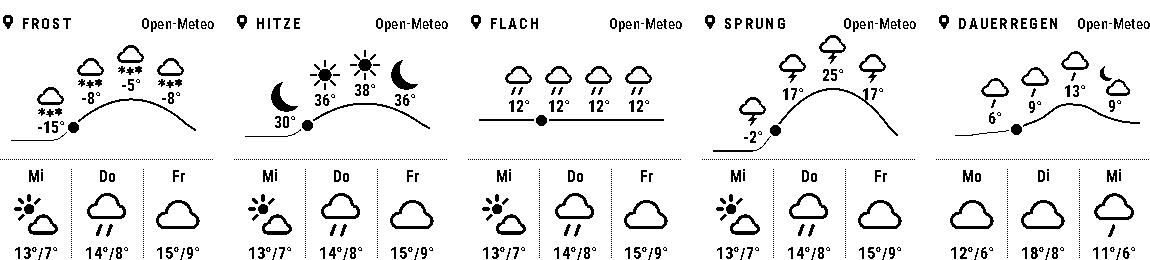 FROST Open-Meteo
-15° -8° -5° -8°
Mi Do Fr
13°/7° 14°/8° 15°/9°
HITZE Open-Meteo
30° 36° 38° 36°
Mi Do Fr
13°/7° 14°/8° 15°/9°
FLACH Open-Meteo
12° 12° 12° 12°
Mi Do Fr
13°/7° 14°/8° 15°/9°
SPRUNG Open-Meteo
-2° 17° 25° 17°
Mi Do Fr
13°/7° 14°/8° 15°/9°
DAUERREGEN Open-Meteo
6° 9° 13° 9°
Mo Di Mi
12°/6° 18°/8° 11°/6°